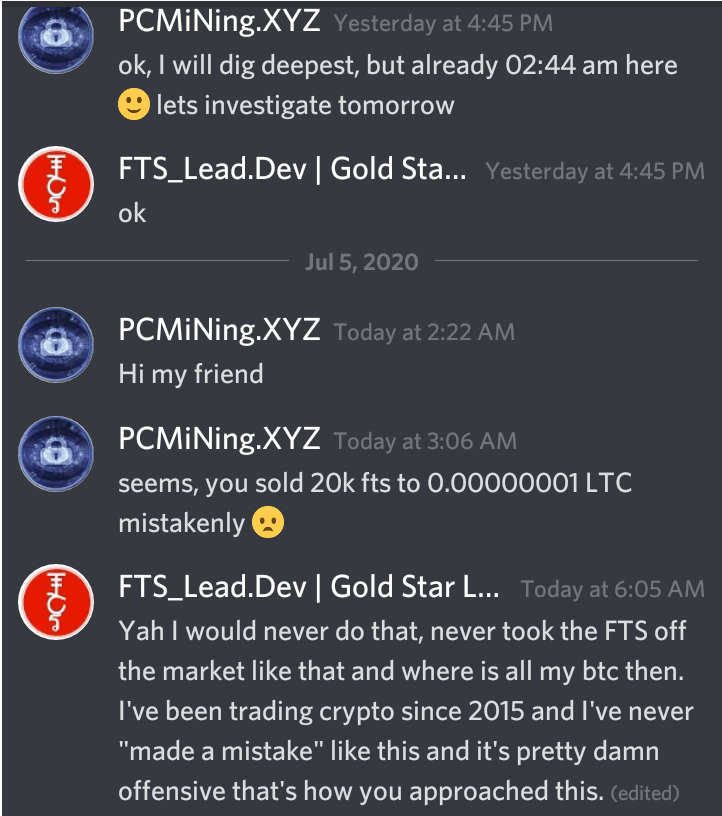 PCMiNing.XYZ Yesterday at 4:45 PM
ok, I will dig deepest, but already 02:44 am here
🙂 lets investigate tomorrow
FTS_Lead.Dev | Gold Sta... Yesterday at 4:45 PM
ok
Jul 5, 2020
PCMiNing.XYZ Today at 2:22 AM
Hi my friend
PCMiNing.XYZ Today at 3:06 AM
seems, you sold 20k fts to 0.00000001 LTC
mistakenly 😦
FTS_Lead.Dev | Gold Star L... Today at 6:05 AM
Yah I would never do that, never took the FTS off
the market like that and where is all my btc then.
I've been trading crypto since 2015 and I've never
"made a mistake" like this and it's pretty damn
offensive that's how you approached this. (edited)